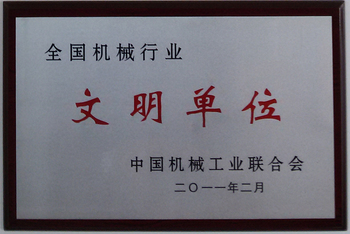 全国机械行业
文明单位
中国机械工业联合会
二〇一一年二月